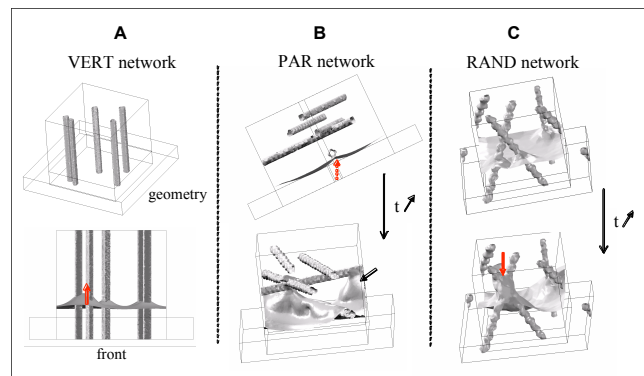 A
VERT network
geometry
front
B
PAR network
t
C
RAND network
t